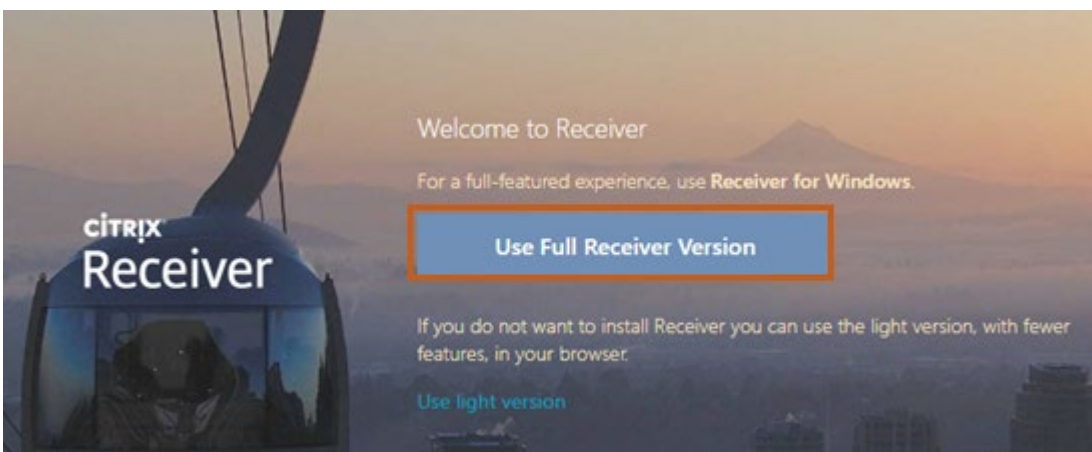 Welcome to Receiver
For a full-featured experience, use Receiver for Windows.
CITRIX
Receiver
Use Full Receiver Version
If you do not want to install Receiver you can use the light version, with fewer
features, in your browser.
Use light version